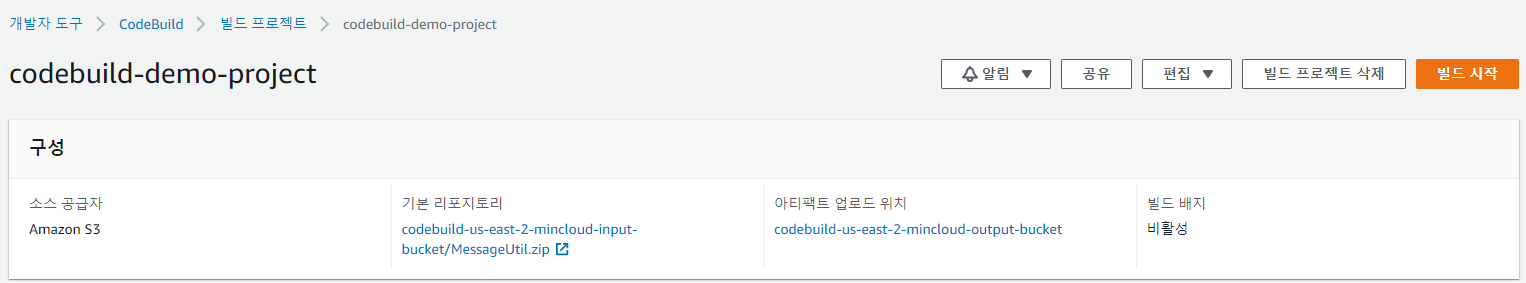 개발자 도구 > CodeBuild > 빌드 프로젝트 > codebuild-demo-project
codebuild-demo-project
알림 ▼ 공유 편집 ▼ 빌드 프로젝트 삭제 빌드 시작
구성
소스 공급자
Amazon S3
기본 리포지토리
codebuild-us-east-2-mincloud-input-
bucket/MessageUtil.zip
아티팩트 업로드 위치
codebuild-us-east-2-mincloud-output-bucket
빌드 배지
비활성